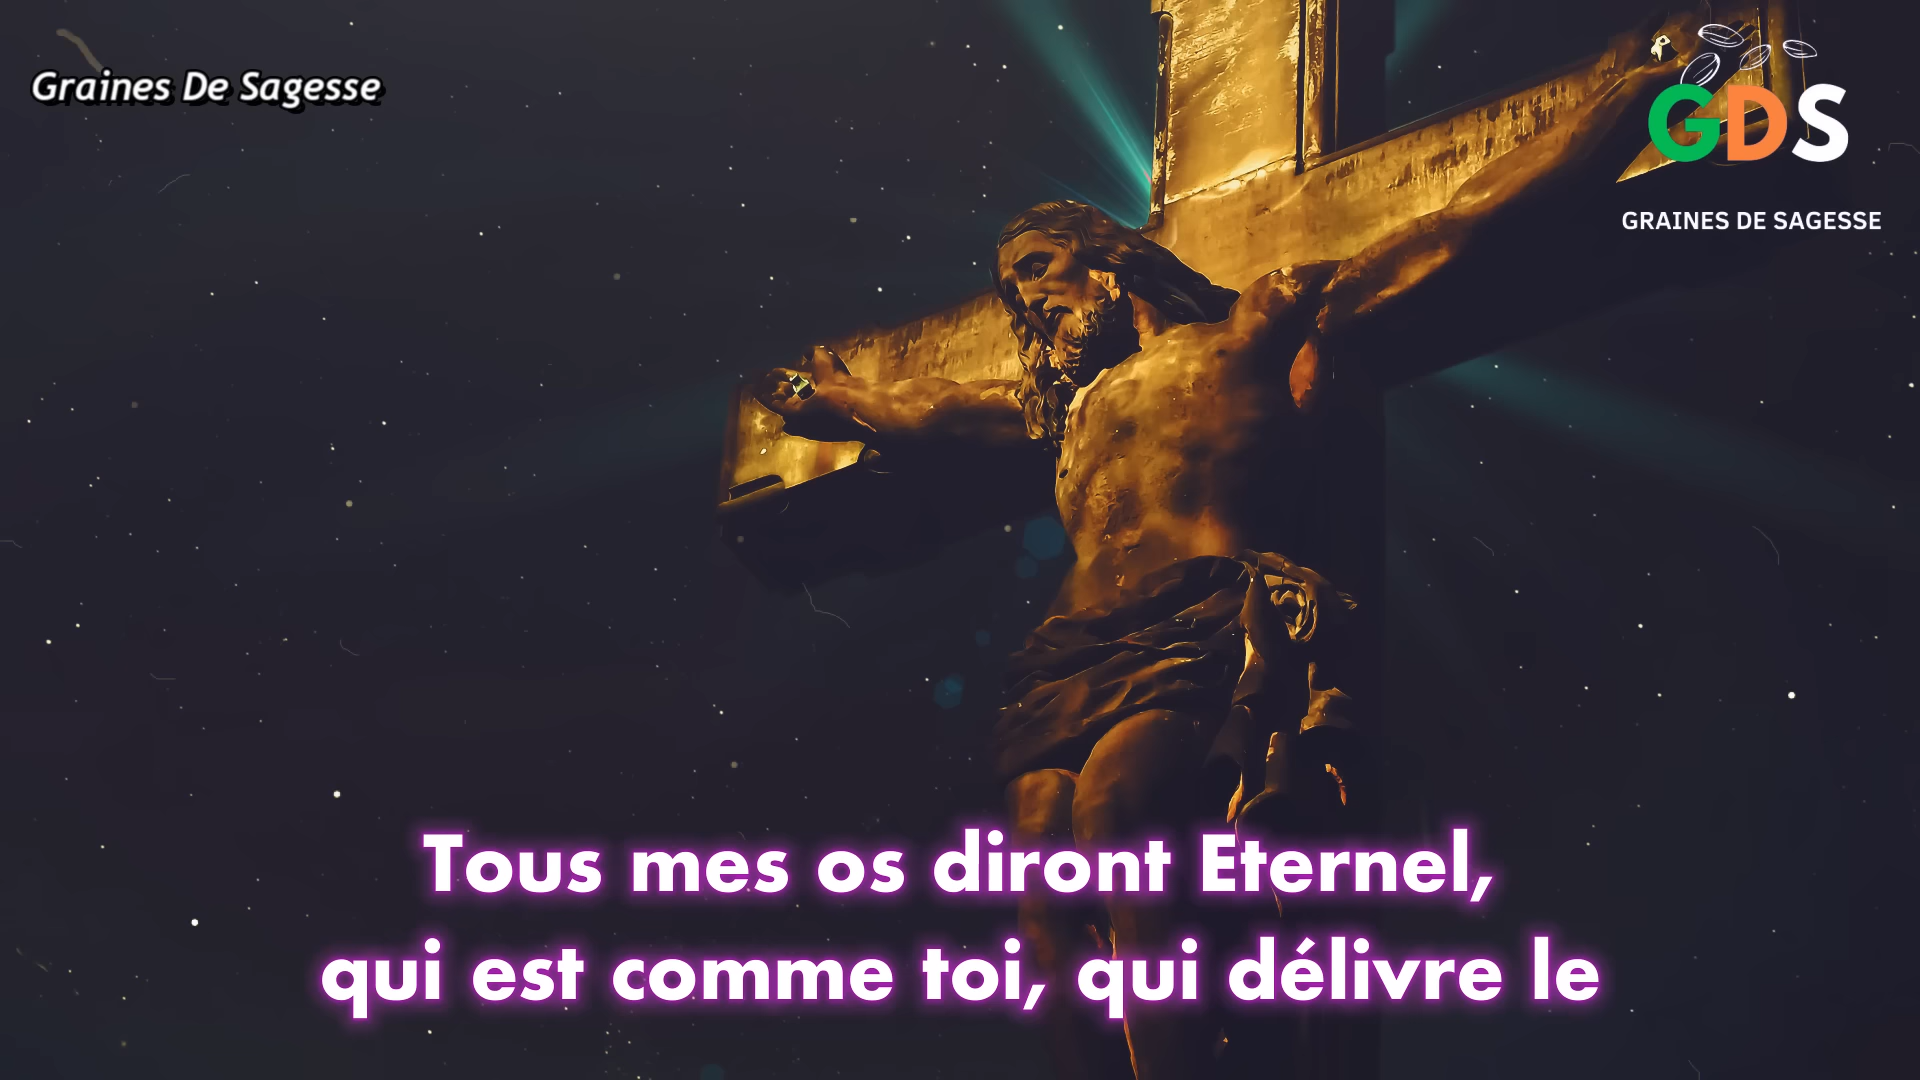 Graines De Sagesse
GDS
GRAINES DE SAGESSE
Tous mes os diront Eternel,
qui est comme toi, qui délivre le